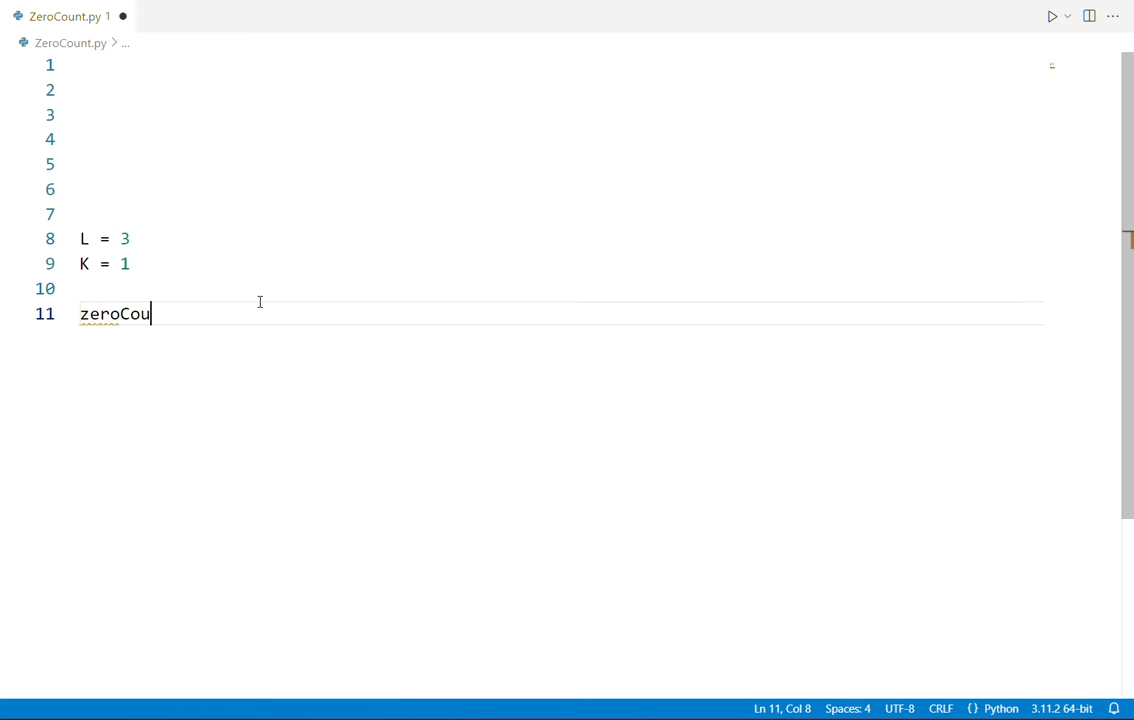 ZeroCount.py 1
ZeroCount.py > ...
1
2
3
4
5
6
7
8 L = 3
9 K = 1
10
11 zeroCou
Ln 11, Col 8 Spaces: 4 UTF-8 CRLF {} Python 3.11.2 64-bit